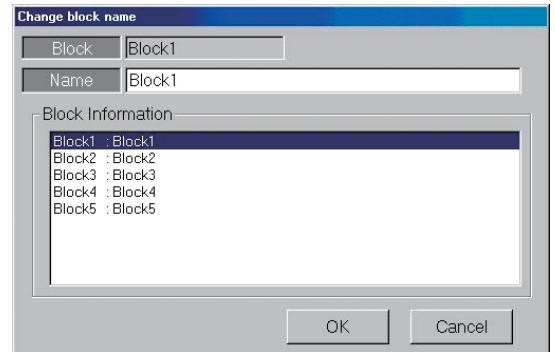 Change block name
Block Block1
Name Block1
Block Information
Block1 : Block1
Block2 : Block2
Block3 : Block3
Block4 : Block4
Block5 : Block5
OK Cancel